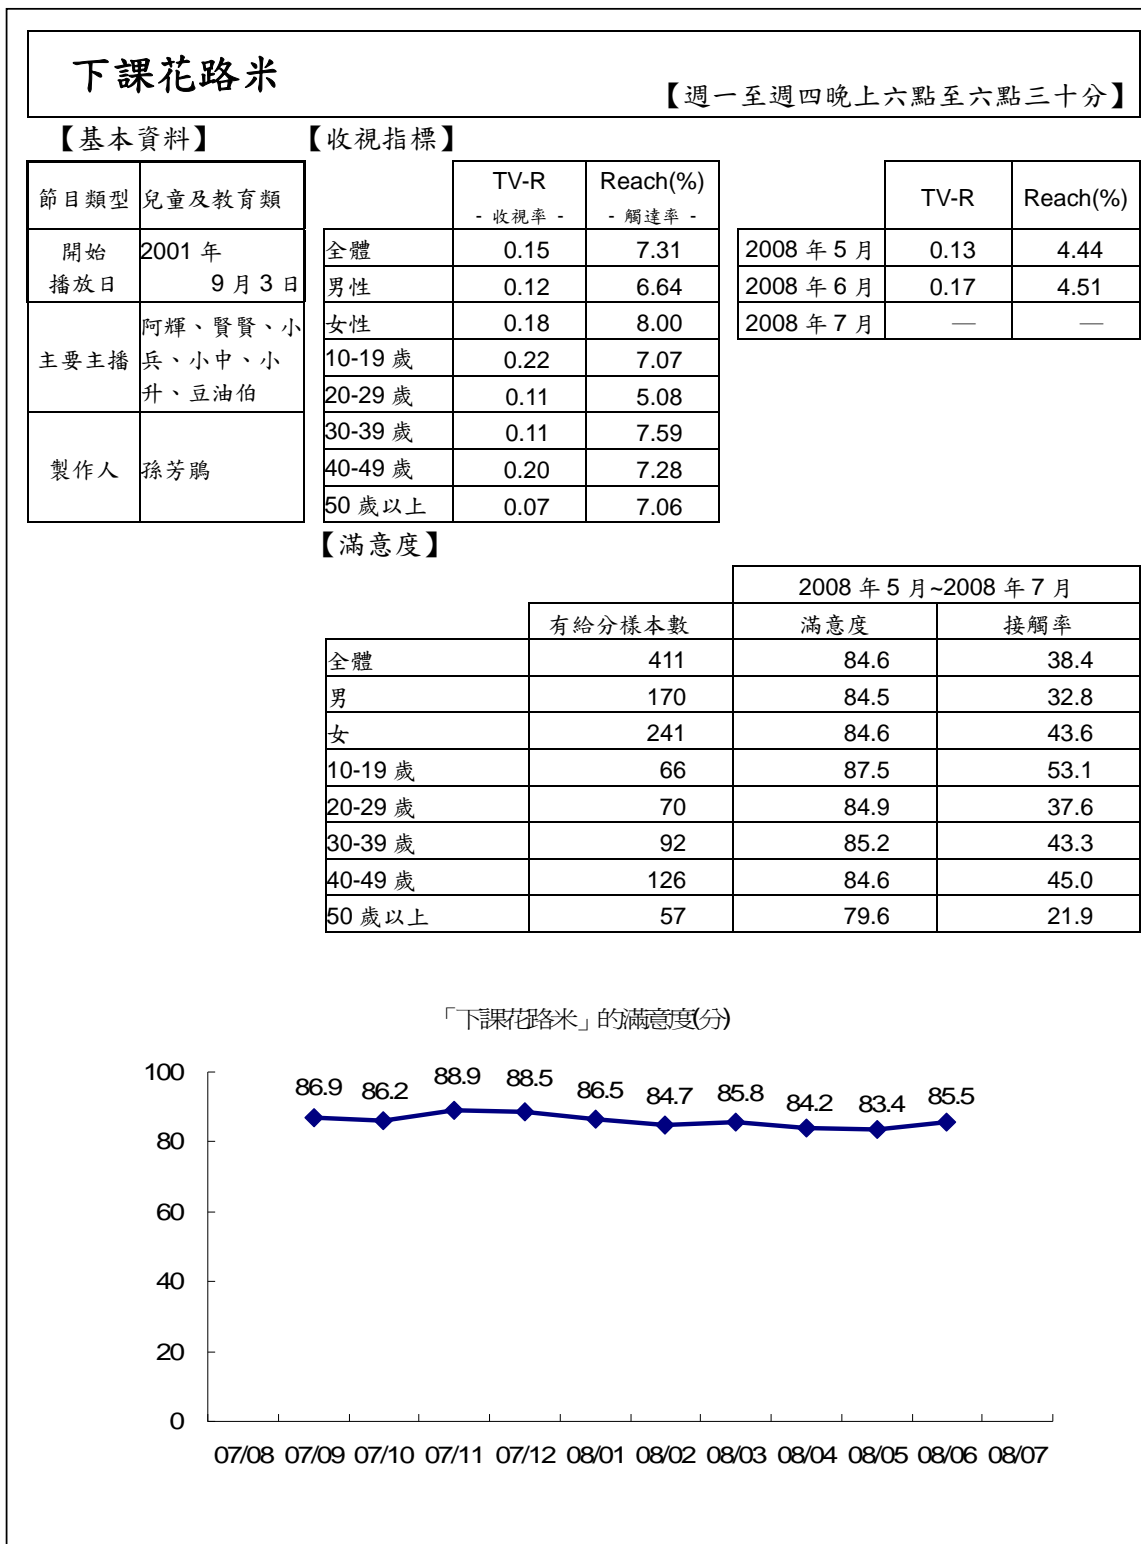 下課花路米
【週一至週四晚上六點至六點三十分】
【基本資料】 【收視指標】
節目類型 兒童及教育類
開始播放日 2001 年 9 月 3 日
主要主播 阿輝、賢賢、小兵、小中、小升、豆油伯
製作人 孫芳鵑
TV-R Reach(%)
- 收視率 - - 觸達率 -
全體 0.15 7.31
男性 0.12 6.64
女性 0.18 8.00
10-19 歲 0.22 7.07
20-29 歲 0.11 5.08
30-39 歲 0.11 7.59
40-49 歲 0.20 7.28
50 歲以上 0.07 7.06
TV-R Reach(%)
2008 年 5 月 0.13 4.44
2008 年 6 月 0.17 4.51
2008 年 7 月 — —
【滿意度】
2008 年 5 月~2008 年 7 月
有給分樣本數 滿意度 接觸率
全體 411 84.6 38.4
男 170 84.5 32.8
女 241 84.6 43.6
10-19 歲 66 87.5 53.1
20-29 歲 70 84.9 37.6
30-39 歲 92 85.2 43.3
40-49 歲 126 84.6 45.0
50 歲以上 57 79.6 21.9
「下課花路米」的滿意度(分)
100
80
60
40
20
0
86.9 86.2 88.9 88.5 86.5 84.7 85.8 84.2 83.4 85.5
07/08 07/09 07/10 07/11 07/12 08/01 08/02 08/03 08/04 08/05 08/06 08/07